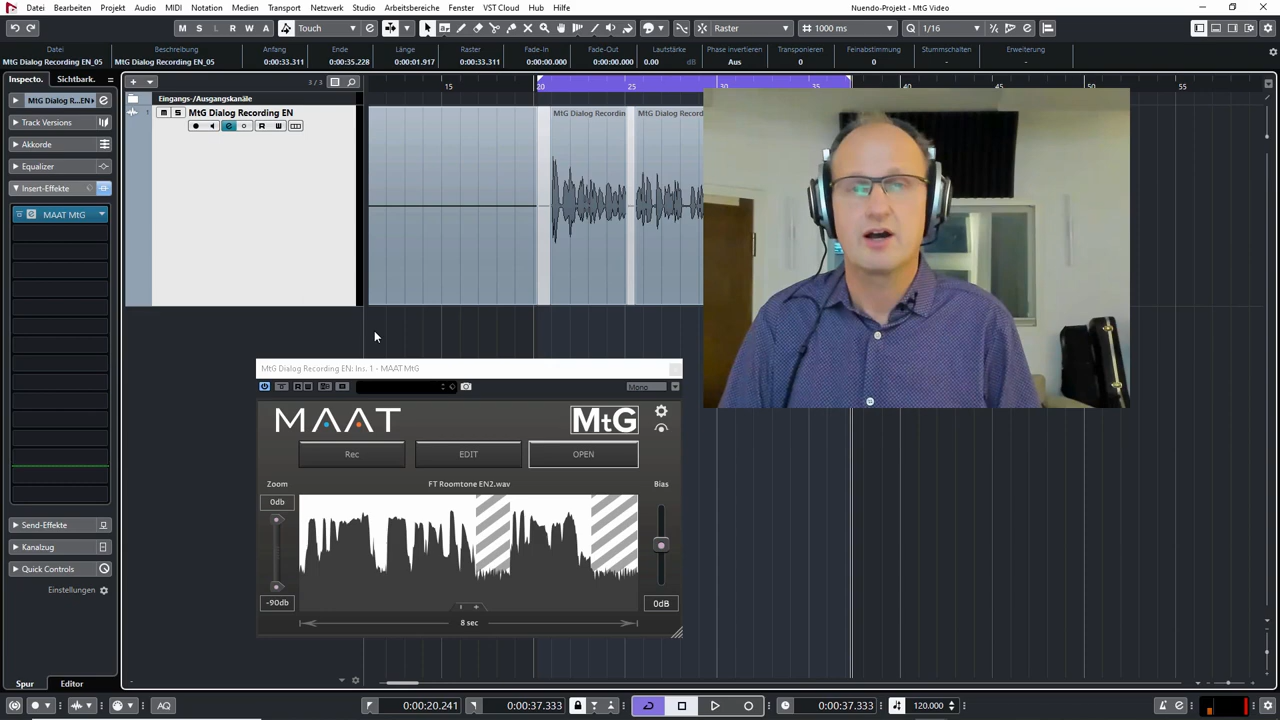 Datei Bearbeiten Projekt Audio MIDI Notation Medien Transport Netzwerk Studio Arbeitsbereiche Fenster VST Cloud Hub Hilfe
Nuendo-Projekt - MtG Video
M S L R W A Touch Raster 1000 ms 1/16
Datei Beschreibung Anfang Ende Länge Raster Fade-In Fade-Out Lautstärke Phase invertieren Transponieren Feinabstimmung Stummschalten Erweiterung
MtG Dialog Recording EN_05 MtG Dialog Recording EN_05 0:00:33.311 0:00:35.228 0:00:01.917 0:00:33.311 0:00:00.000 0:00:00.000 0.00 dB Aus 0 0 - -
Inspecto. Sichtbark.
3 / 3
15 20 25 30 35 40 45 50 55
MtG Dialog R...EN
Eingangs-/Ausgangskanäle
1 M S MtG Dialog Recording EN
R W
MtG Dialog Recordin MtG Dialog Record
Track Versions
Akkorde
Equalizer
Insert-Effekte
MAAT MtG
Send-Effekte
Kanalzug
Quick Controls
Einstellungen
MtG Dialog Recording EN: Ins. 1 - MAAT MtG
Mono
MAAT MtG
Rec EDIT OPEN
Zoom FT Roomtone EN2.wav Bias
0db
-90db 0dB
8 sec
Spur Editor
AQ 0:00:20.241 0:00:37.333 0:00:37.333 120.000